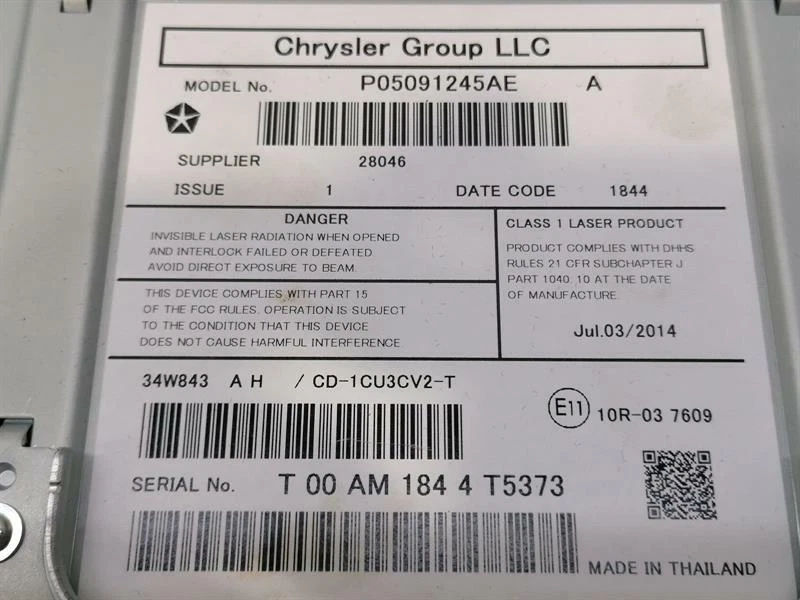 Chrysler Group LLC
MODEL No. P05091245AE A
SUPPLIER 28046
ISSUE 1 DATE CODE 1844
DANGER
INVISIBLE LASER RADIATION WHEN OPENED
AND INTERLOCK FAILED OR DEFEATED
AVOID DIRECT EXPOSURE TO BEAM.
CLASS 1 LASER PRODUCT
PRODUCT COMPLIES WITH DHHS
RULES 21 CFR SUBCHAPTER J
PART 1040. 10 AT THE DATE
OF MANUFACTURE.
Jul.03/2014
THIS DEVICE COMPLIES WITH PART 15
OF THE FCC RULES. OPERATION IS SUBJECT
TO THE CONDITION THAT THIS DEVICE
DOES NOT CAUSE HARMFUL INTERFERENCE.
34W843 A H / CD-1CU3CV2-T
E11 10R-03 7609
SERIAL No. T 00 AM 184 4 T5373
MADE IN THAILAND